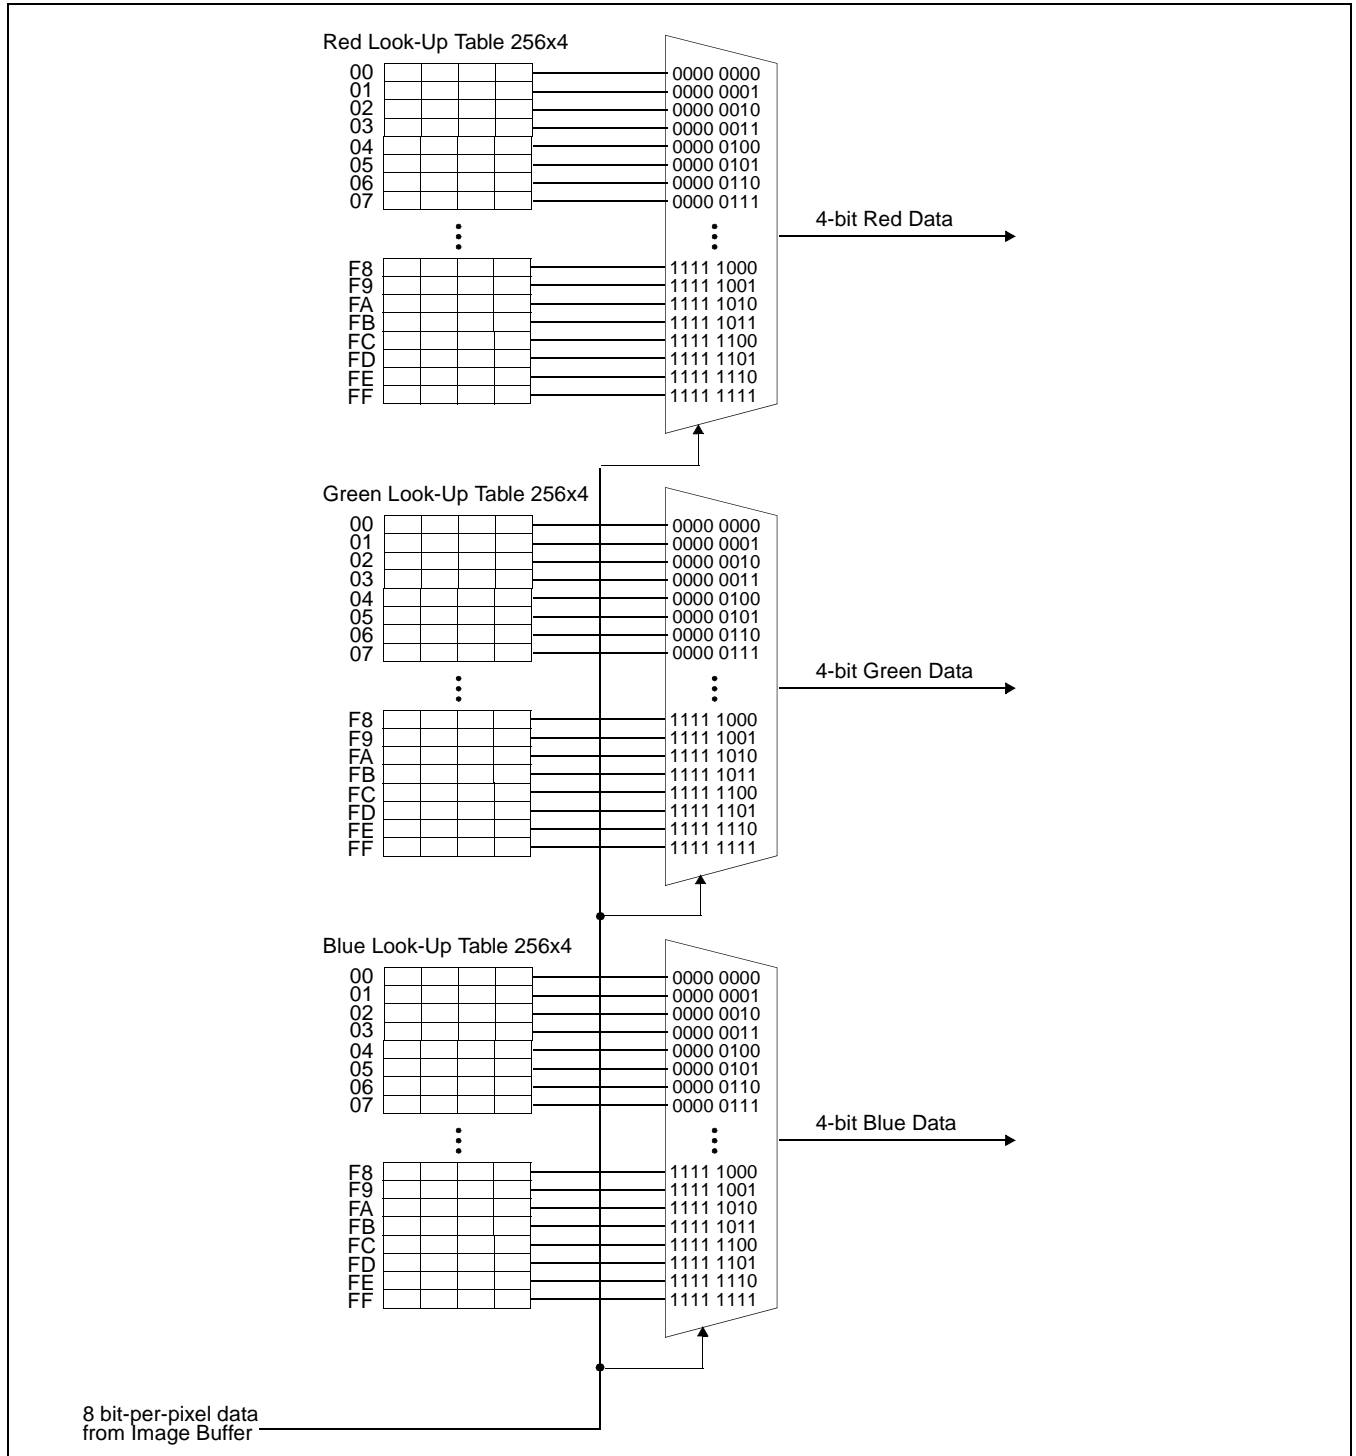 Red Look-Up Table 256x4
00 0000 0000
01 0000 0001
02 0000 0010
03 0000 0011
04 0000 0100
05 0000 0101
06 0000 0110
07 0000 0111
4-bit Red Data
F8 1111 1000
F9 1111 1001
FA 1111 1010
FB 1111 1011
FC 1111 1100
FD 1111 1101
FE 1111 1110
FF 1111 1111
Green Look-Up Table 256x4
00 0000 0000
01 0000 0001
02 0000 0010
03 0000 0011
04 0000 0100
05 0000 0101
06 0000 0110
07 0000 0111
4-bit Green Data
F8 1111 1000
F9 1111 1001
FA 1111 1010
FB 1111 1011
FC 1111 1100
FD 1111 1101
FE 1111 1110
FF 1111 1111
Blue Look-Up Table 256x4
00 0000 0000
01 0000 0001
02 0000 0010
03 0000 0011
04 0000 0100
05 0000 0101
06 0000 0110
07 0000 0111
4-bit Blue Data
F8 1111 1000
F9 1111 1001
FA 1111 1010
FB 1111 1011
FC 1111 1100
FD 1111 1101
FE 1111 1110
FF 1111 1111
8 bit-per-pixel data
from Image Buffer